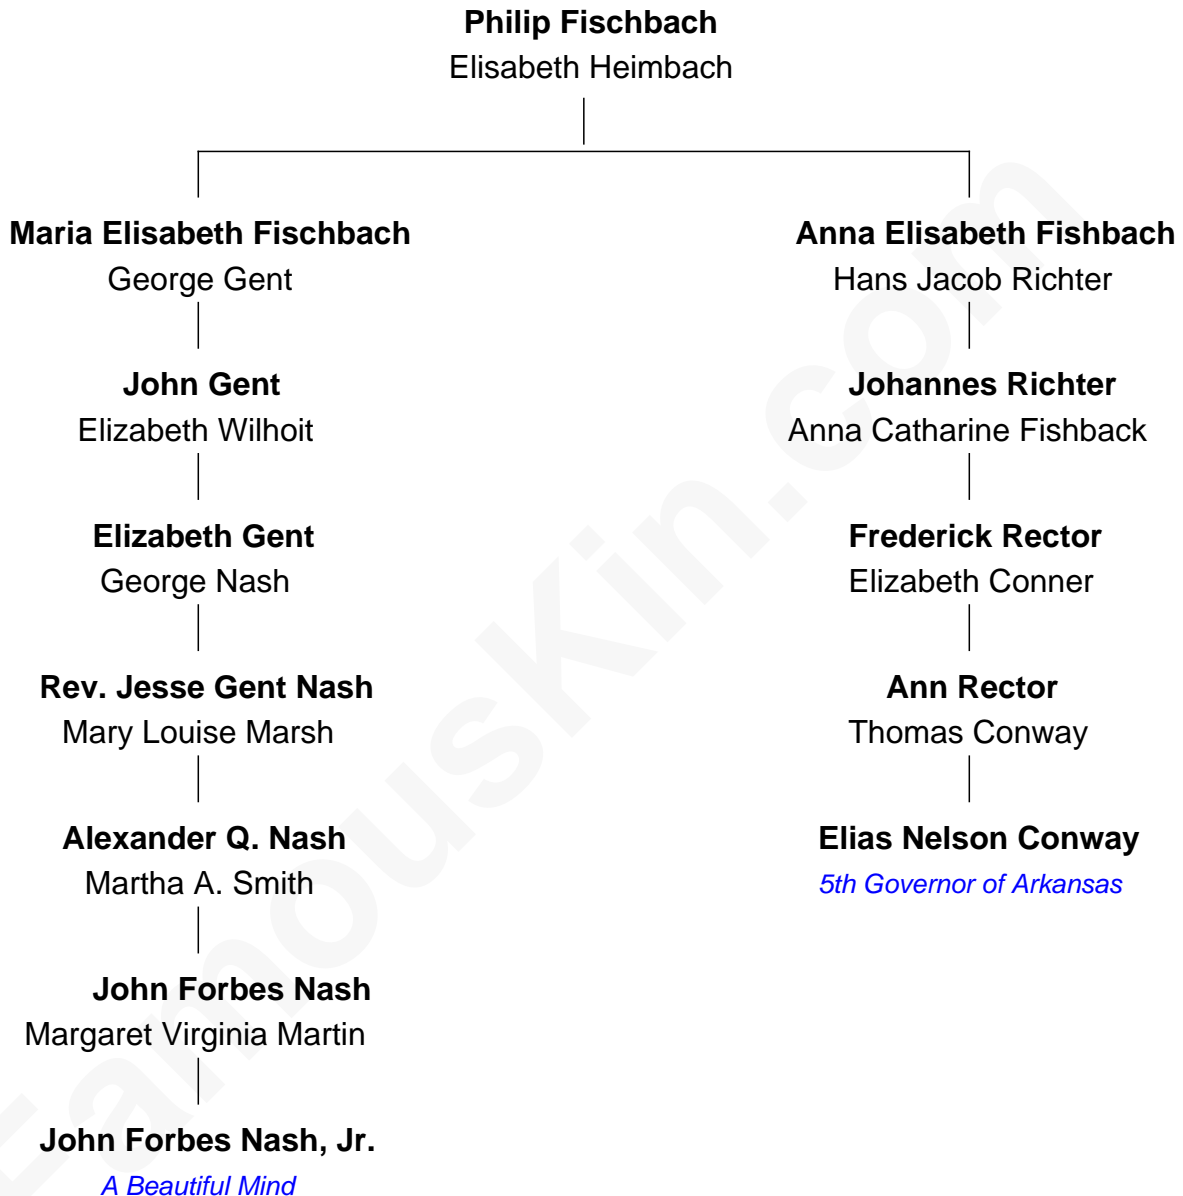 Philip Fischbach
Elisabeth Heimbach
Maria Elisabeth Fischbach
George Gent
Anna Elisabeth Fishbach
Hans Jacob Richter
John Gent
Elizabeth Wilhoit
Johannes Richter
Anna Catharine Fishback
Elizabeth Gent
George Nash
Frederick Rector
Elizabeth Conner
Rev. Jesse Gent Nash
Mary Louise Marsh
Ann Rector
Thomas Conway
Alexander Q. Nash
Martha A. Smith
Elias Nelson Conway
5th Governor of Arkansas
John Forbes Nash
Margaret Virginia Martin
John Forbes Nash, Jr.
A Beautiful Mind
FamousKin.com